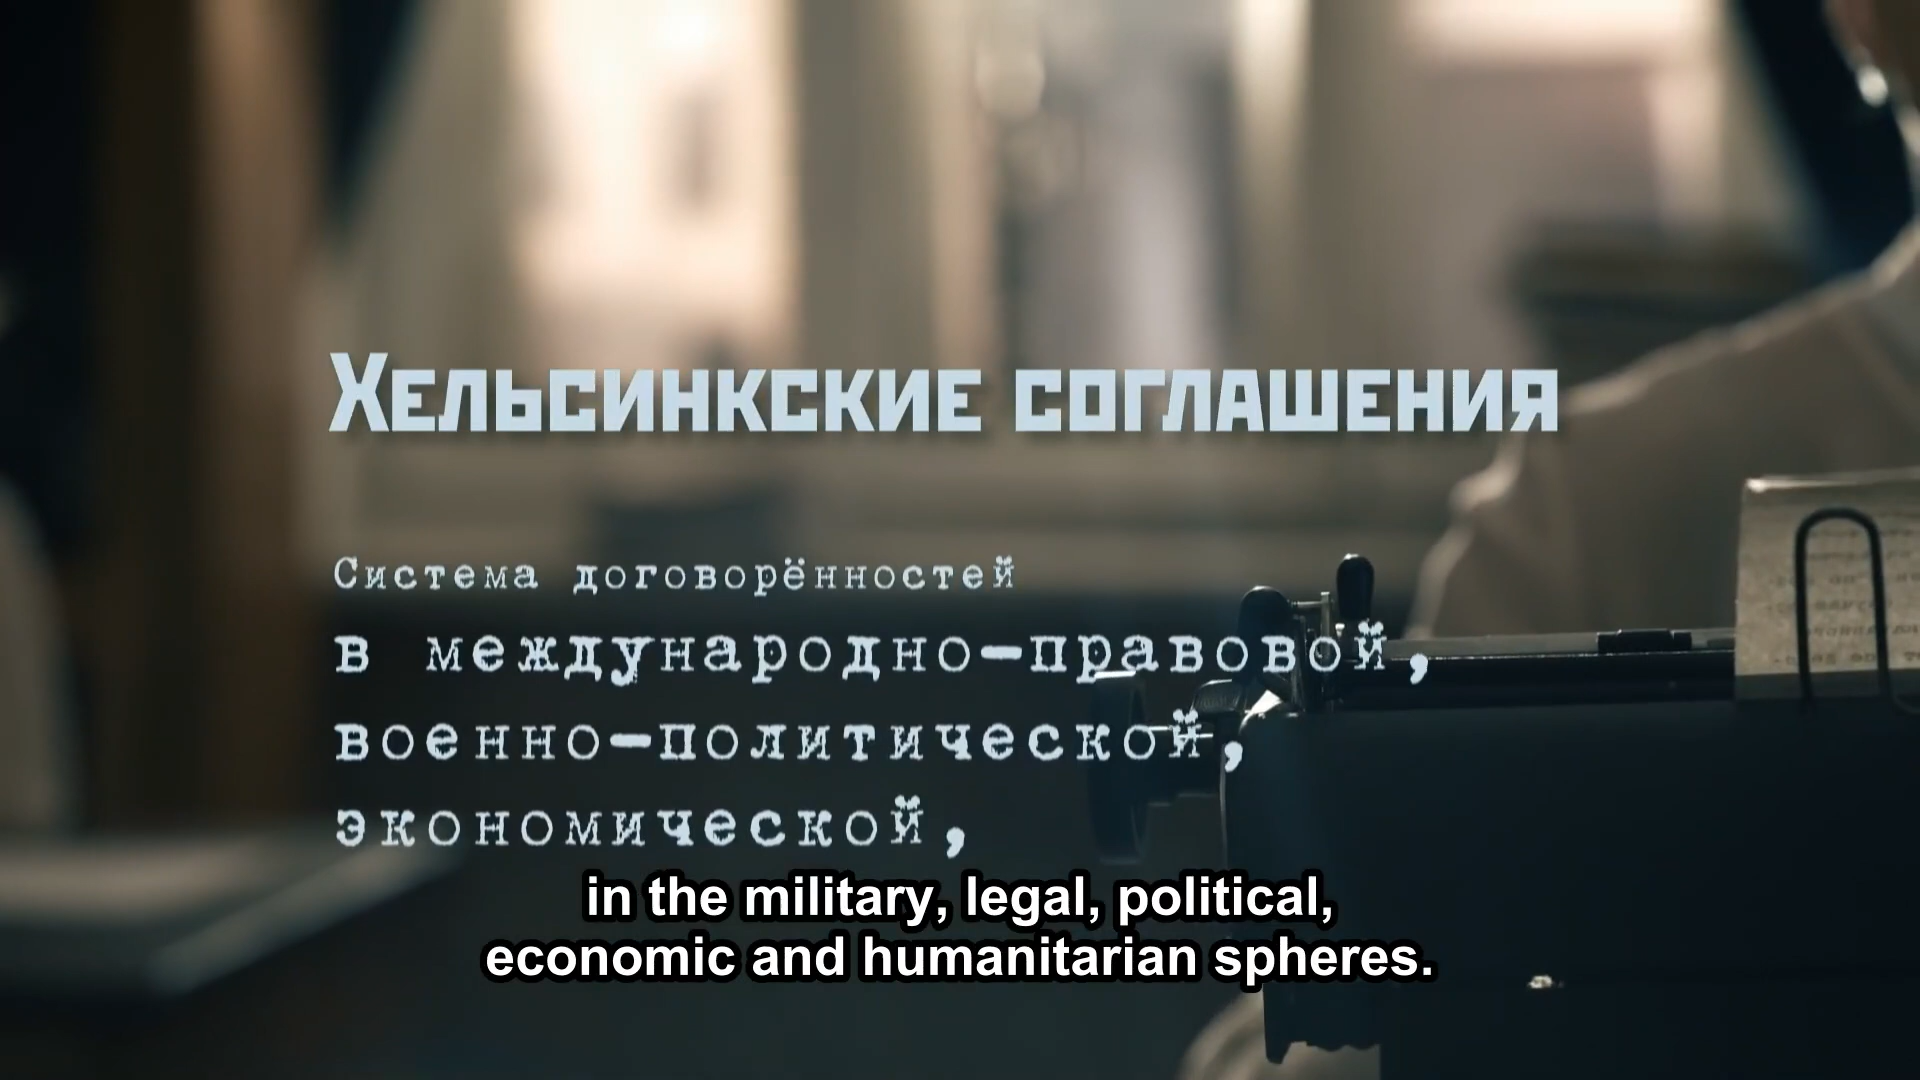 Хельсинкские соглашения
Система договорённостей
в международно-правовой,
военно-политической,
экономической,
in the military, legal, political,
economic and humanitarian spheres.